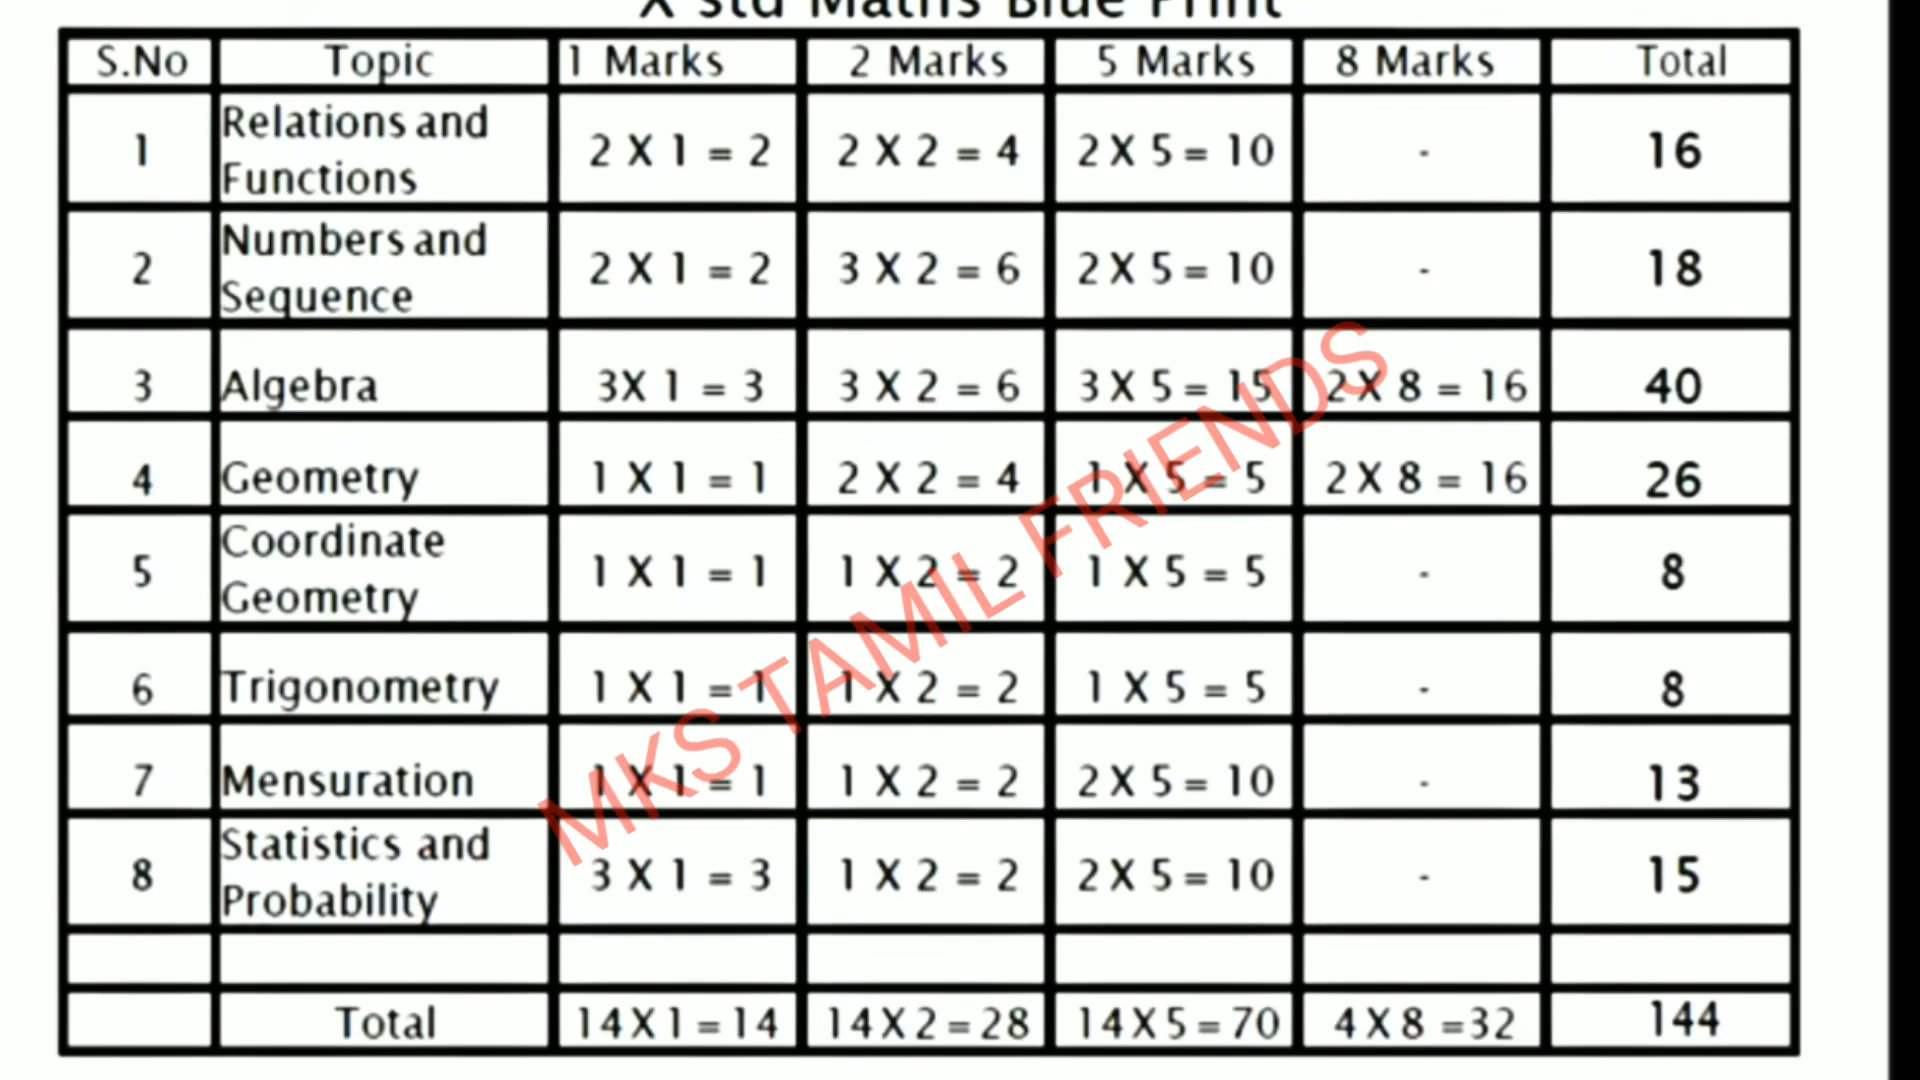 X std Maths Blue Print
S.No Topic 1 Marks 2 Marks 5 Marks 8 Marks Total
1 Relations and Functions 2 X 1 = 2 2 X 2 = 4 2 X 5 = 10 - 16
2 Numbers and Sequence 2 X 1 = 2 3 X 2 = 6 2 X 5 = 10 - 18
3 Algebra 3X 1 = 3 3 X 2 = 6 3 X 5 = 15 2 X 8 = 16 40
4 Geometry 1 X 1 = 1 2 X 2 = 4 1 X 5 = 5 2 X 8 = 16 26
5 Coordinate Geometry 1 X 1 = 1 1 X 2 = 2 1 X 5 = 5 - 8
6 Trigonometry 1 X 1 = 1 1 X 2 = 2 1 X 5 = 5 - 8
7 Mensuration 1 X 1 = 1 1 X 2 = 2 2 X 5 = 10 - 13
8 Statistics and Probability 3 X 1 = 3 1 X 2 = 2 2 X 5 = 10 - 15
Total 14 X 1 = 14 14 X 2 = 28 14 X 5 = 70 4 X 8 =32 144
MKS TAMIL FRIENDS